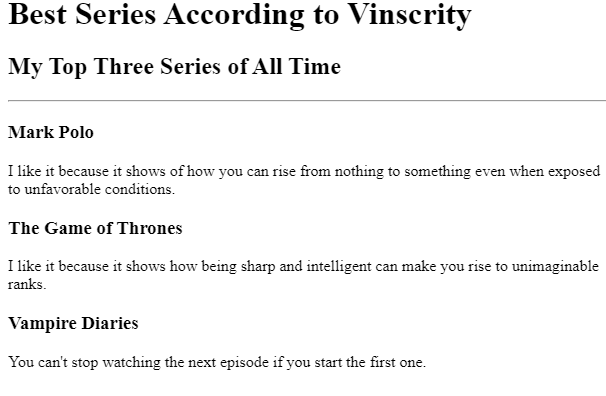 Best Series According to Vinscrity
My Top Three Series of All Time
Mark Polo
I like it because it shows of how you can rise from nothing to something even when exposed
to unfavorable conditions.
The Game of Thrones
I like it because it shows how being sharp and intelligent can make you rise to unimaginable
ranks.
Vampire Diaries
You can't stop watching the next episode if you start the first one.